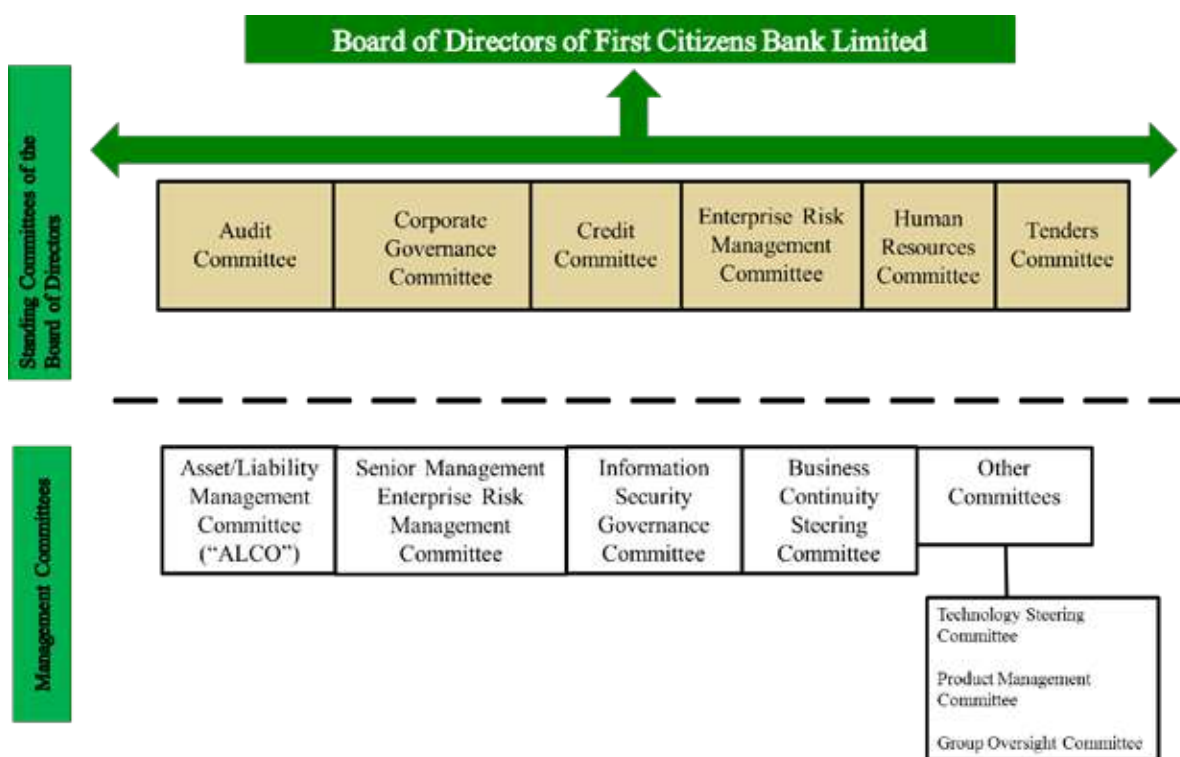 Board of Directors of First Citizens Bank Limited
Standing Committees of the
Board of Directors
Audit
Committee
Corporate
Governance
Committee
Credit
Committee
Enterprise Risk
Management
Committee
Human
Resources
Committee
Tenders
Committee
Management Committees
Asset/Liability
Management
Committee
(“ALCO”)
Senior Management
Enterprise Risk
Management
Committee
Information
Security
Governance
Committee
Business
Continuity
Steering
Committee
Other
Committees
Technology Steering
Committee
Product Management
Committee
Group Oversight Committee